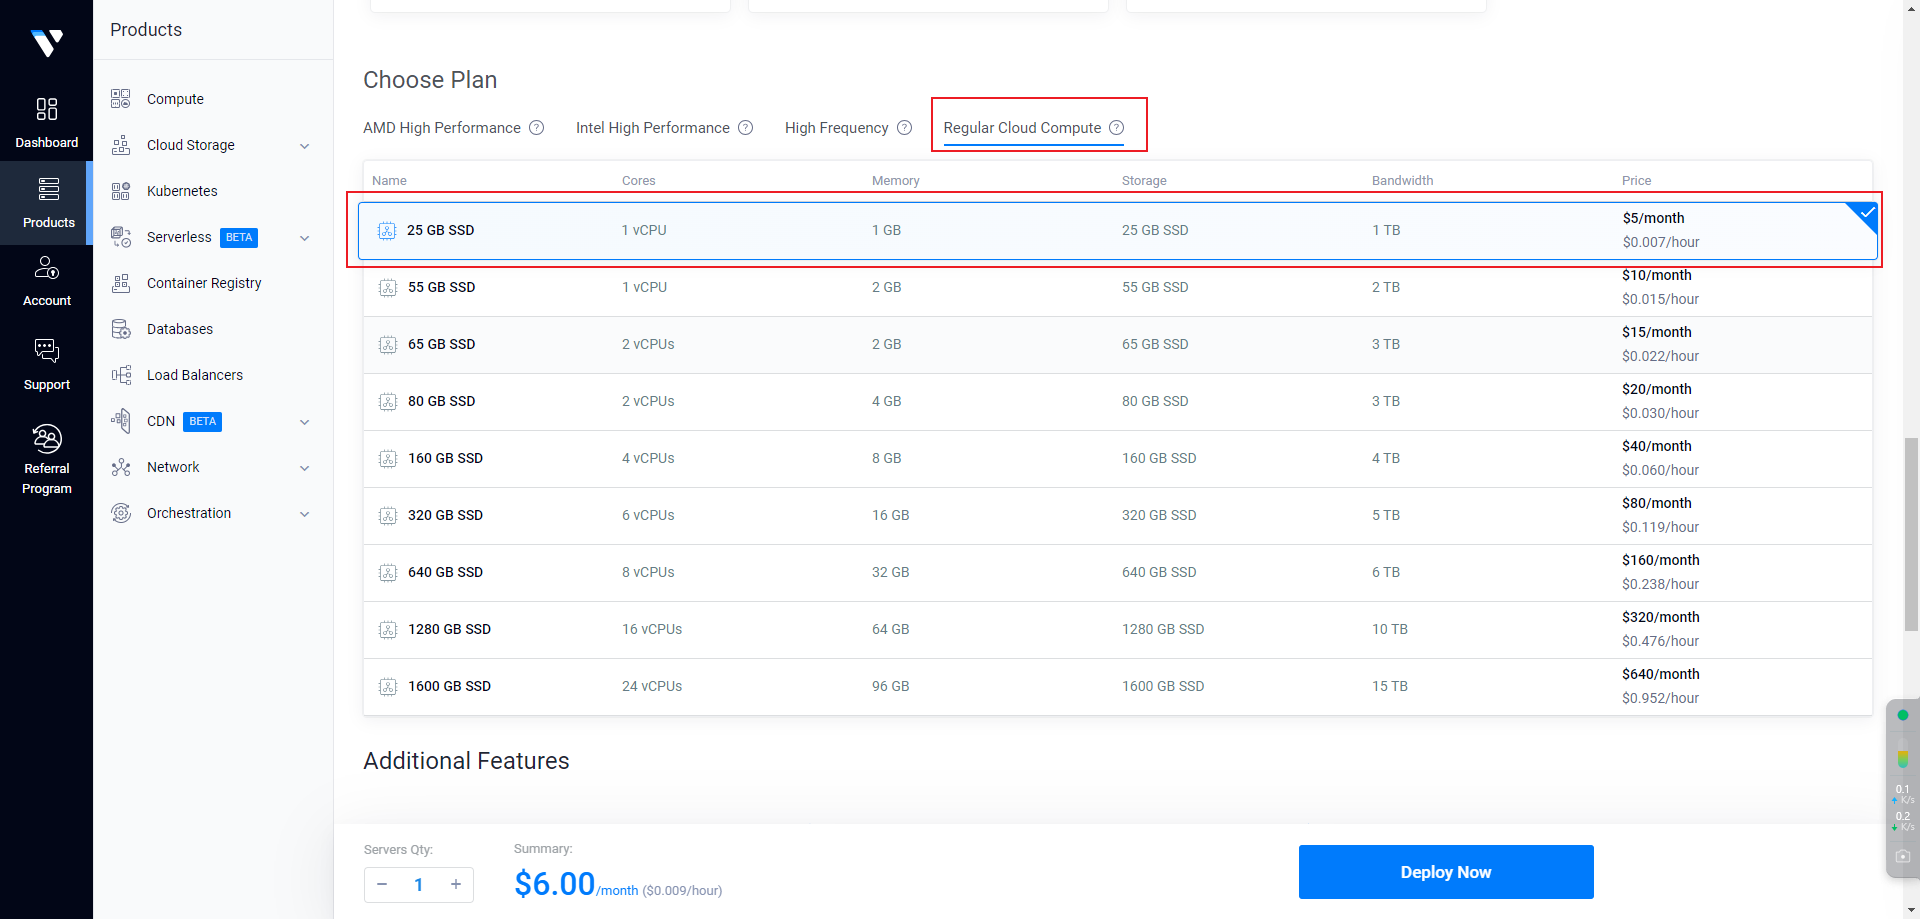 Products
Dashboard
Products
Account
Support
Referral
Program
Compute
Cloud Storage
Kubernetes
Serverless BETA
Container Registry
Databases
Load Balancers
CDN BETA
Network
Orchestration
Choose Plan
AMD High Performance ? Intel High Performance ? High Frequency ? Regular Cloud Compute ?
Name Cores Memory Storage Bandwidth Price
25 GB SSD 1 vCPU 1 GB 25 GB SSD 1 TB $5/month
$0.007/hour
55 GB SSD 1 vCPU 2 GB 55 GB SSD 2 TB $10/month
$0.015/hour
65 GB SSD 2 vCPUs 2 GB 65 GB SSD 3 TB $15/month
$0.022/hour
80 GB SSD 2 vCPUs 4 GB 80 GB SSD 3 TB $20/month
$0.030/hour
160 GB SSD 4 vCPUs 8 GB 160 GB SSD 4 TB $40/month
$0.060/hour
320 GB SSD 6 vCPUs 16 GB 320 GB SSD 5 TB $80/month
$0.119/hour
640 GB SSD 8 vCPUs 32 GB 640 GB SSD 6 TB $160/month
$0.238/hour
1280 GB SSD 16 vCPUs 64 GB 1280 GB SSD 10 TB $320/month
$0.476/hour
1600 GB SSD 24 vCPUs 96 GB 1600 GB SSD 15 TB $640/month
$0.952/hour
Additional Features
Servers Qty:
− 1 +
Summary:
$6.00/month ($0.009/hour)
Deploy Now
0.1
K/s
0.2
K/s